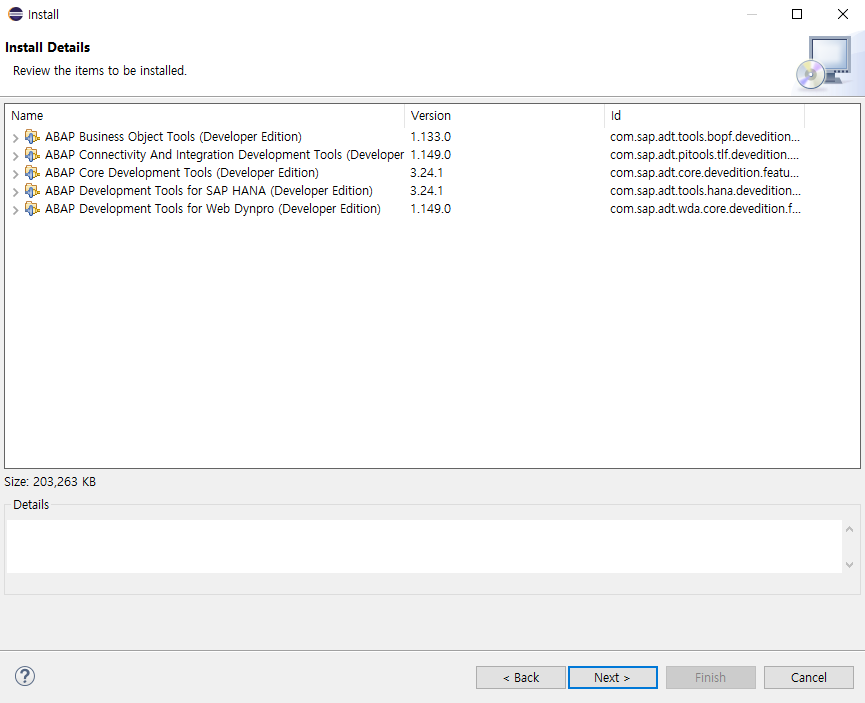 Install
Install Details
Review the items to be installed.
Name Version Id
ABAP Business Object Tools (Developer Edition) 1.133.0 com.sap.adt.tools.bopf.devedition...
ABAP Connectivity And Integration Development Tools (Developer 1.149.0 com.sap.adt.pitools.tlf.devedition....
ABAP Core Development Tools (Developer Edition) 3.24.1 com.sap.adt.core.devedition.featu...
ABAP Development Tools for SAP HANA (Developer Edition) 3.24.1 com.sap.adt.tools.hana.devedition...
ABAP Development Tools for Web Dynpro (Developer Edition) 1.149.0 com.sap.adt.wda.core.devedition.f...
Size: 203,263 KB
Details
? < Back Next > Finish Cancel